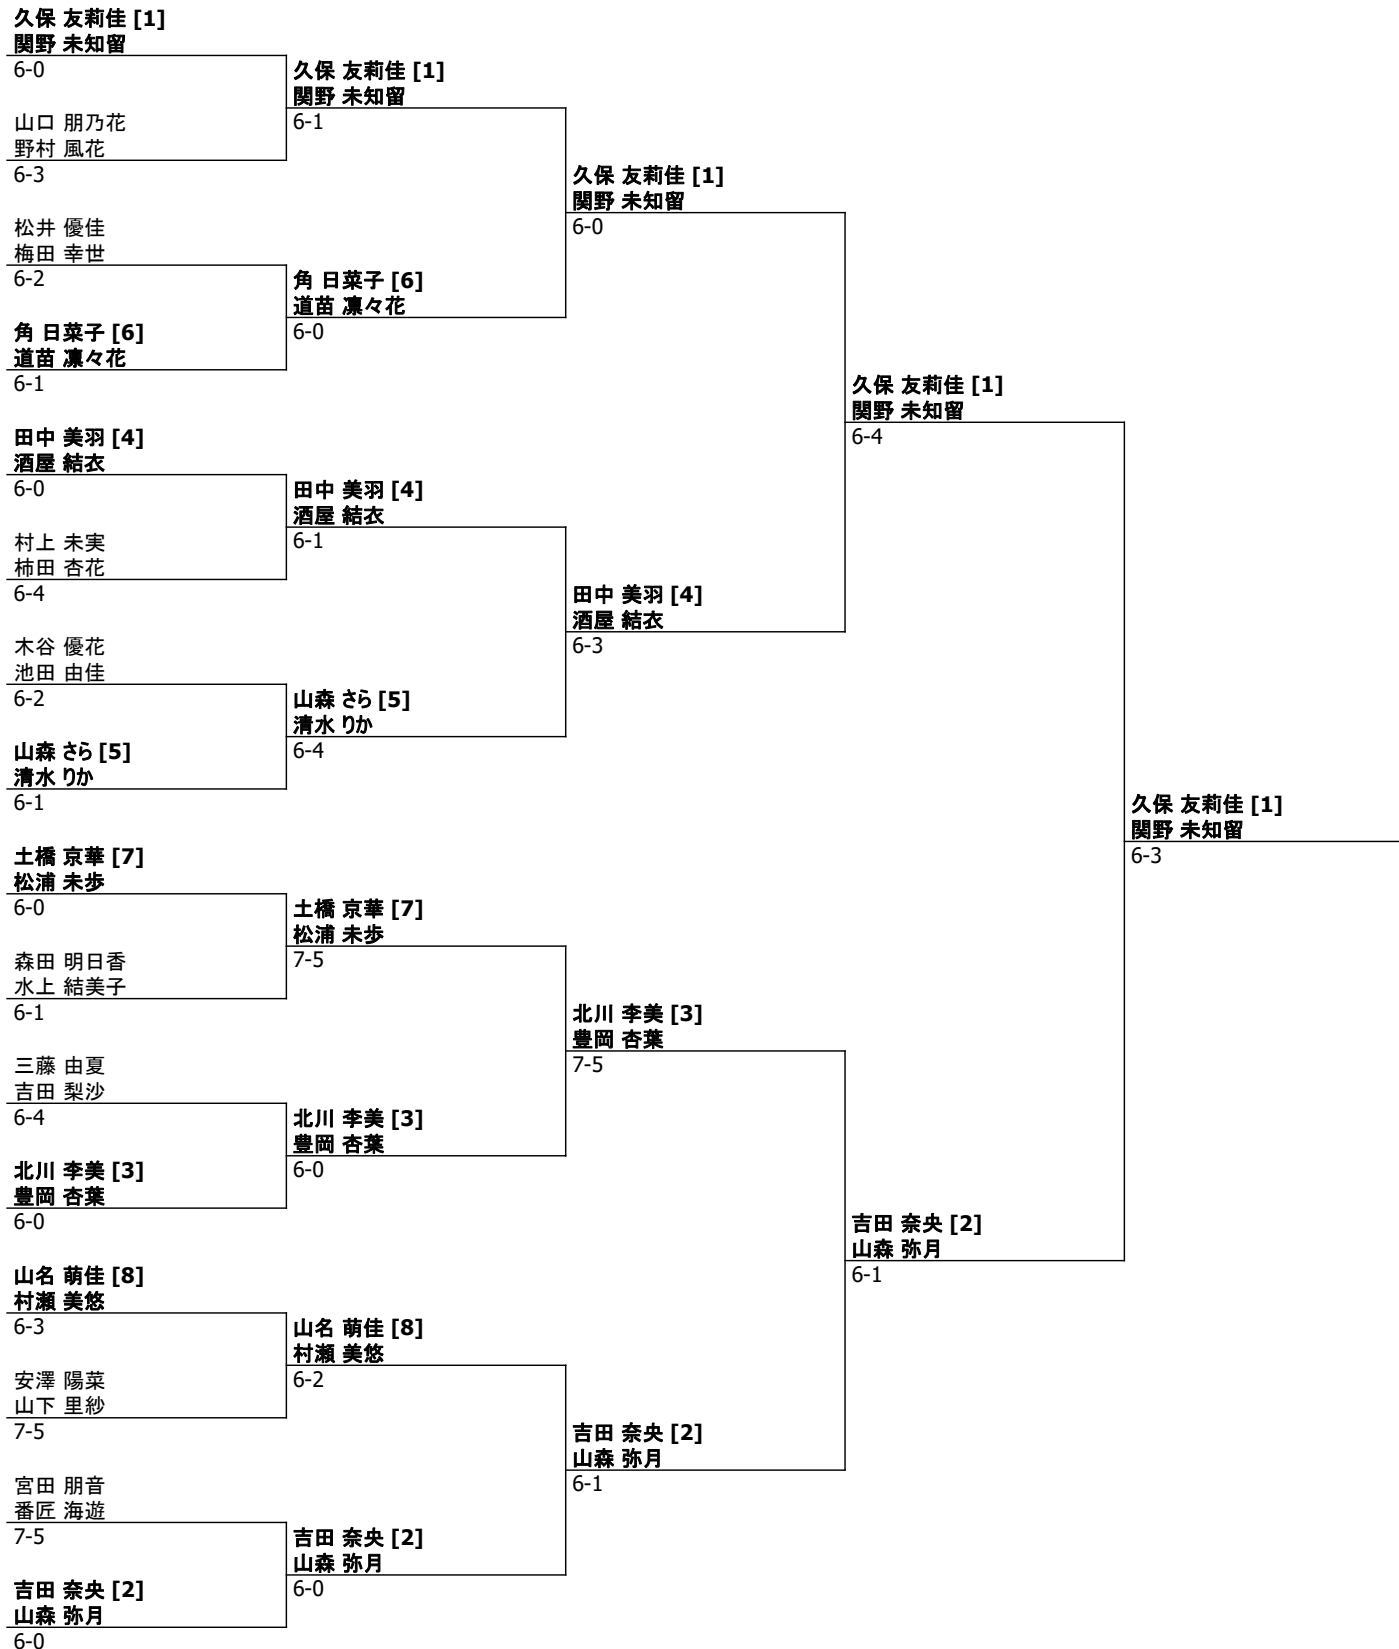 久保 友莉佳 [1]
関野 未知留
6-0
山口 朋乃花
野村 風花
6-3
松井 優佳
梅田 幸世
6-2
角 日菜子 [6]
道苗 凛々花
6-1
田中 美羽 [4]
酒屋 結衣
6-0
村上 未実
柿田 杏花
6-4
木谷 優花
池田 由佳
6-2
山森 さら [5]
清水 りか
6-1
土橋 京華 [7]
松浦 未歩
6-0
森田 明日香
水上 結美子
6-1
三藤 由夏
吉田 梨沙
6-4
北川 李美 [3]
豊岡 杏葉
6-0
山名 萌佳 [8]
村瀬 美悠
6-3
安澤 陽菜
山下 里紗
7-5
宮田 朋音
番匠 海遊
7-5
吉田 奈央 [2]
山森 弥月
6-0
久保 友莉佳 [1]
関野 未知留
6-1
角 日菜子 [6]
道苗 凛々花
6-0
田中 美羽 [4]
酒屋 結衣
6-1
山森 さら [5]
清水 りか
6-4
土橋 京華 [7]
松浦 未歩
7-5
北川 李美 [3]
豊岡 杏葉
6-0
山名 萌佳 [8]
村瀬 美悠
6-2
吉田 奈央 [2]
山森 弥月
6-0
久保 友莉佳 [1]
関野 未知留
6-0
田中 美羽 [4]
酒屋 結衣
6-3
北川 李美 [3]
豊岡 杏葉
7-5
吉田 奈央 [2]
山森 弥月
6-1
久保 友莉佳 [1]
関野 未知留
6-4
吉田 奈央 [2]
山森 弥月
6-1
久保 友莉佳 [1]
関野 未知留
6-3